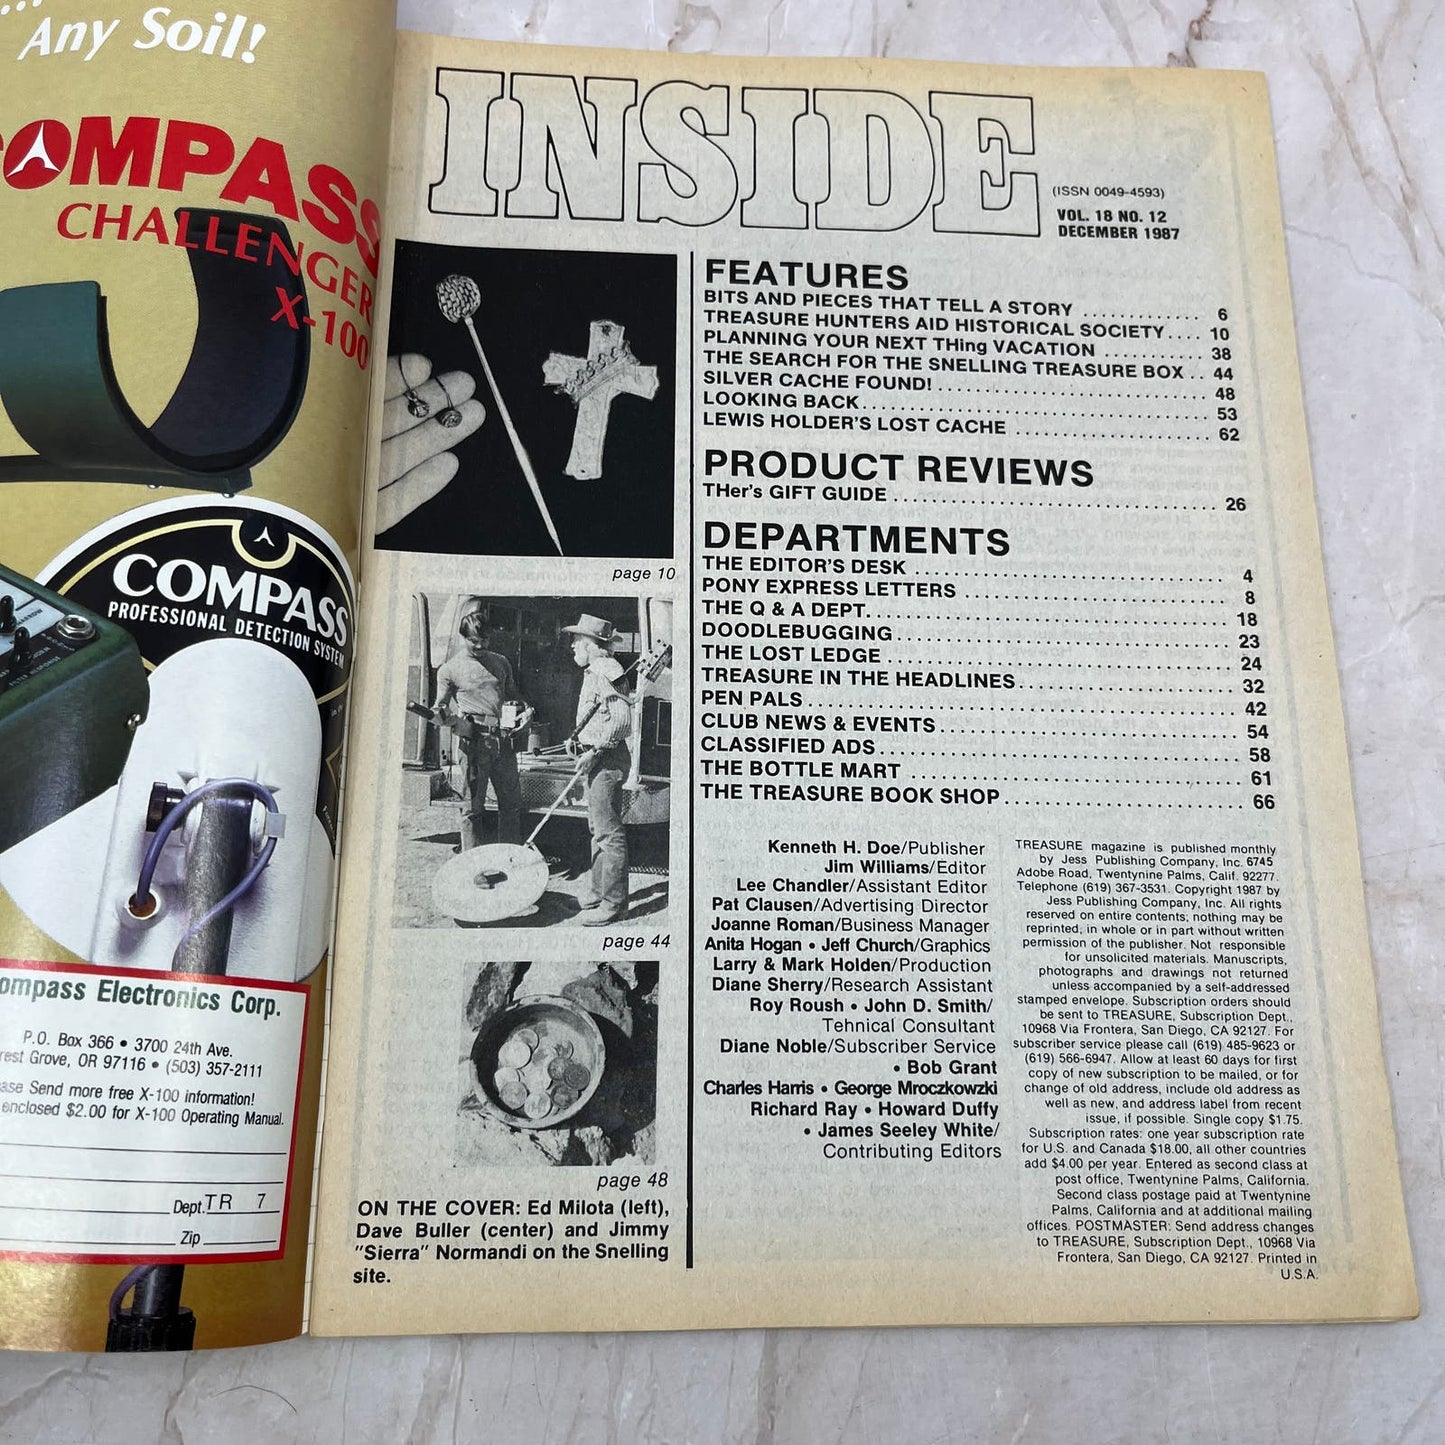 Any Soil!
COMPASS
CHALLENGER
X-100
COMPASS
PROFESSIONAL DETECTION SYSTEM
Compass Electronics Corp.
P.O. Box 366 • 3700 24th Ave.
Grove, OR 97116 • (503) 357-2111
Send more free X-100 information!
enclosed $2.00 for X-100 Operating Manual.
Dept. TR 7
Zip
INSIDE
(ISSN 0049-4593)
VOL. 18 NO. 12
DECEMBER 1987
page 10
page 44
page 48
ON THE COVER: Ed Milota (left),
Dave Buller (center) and Jimmy
"Sierra" Normandi on the Snelling
site.
FEATURES
BITS AND PIECES THAT TELL A STORY ............. 6
TREASURE HUNTERS AID HISTORICAL SOCIETY.... 10
PLANNING YOUR NEXT THing VACATION ........... 38
THE SEARCH FOR THE SNELLING TREASURE BOX .. 44
SILVER CACHE FOUND! ............................. 48
LOOKING BACK..................................... 53
LEWIS HOLDER'S LOST CACHE ..................... 62
PRODUCT REVIEWS
THer's GIFT GUIDE .................................. 26
DEPARTMENTS
THE EDITOR'S DESK ................................. 4
PONY EXPRESS LETTERS ............................ 8
THE Q & A DEPT. ..................................... 18
DOODLEBUGGING.................................... 23
THE LOST LEDGE .................................... 24
TREASURE IN THE HEADLINES...................... 32
PEN PALS ............................................ 42
CLUB NEWS & EVENTS.............................. 54
CLASSIFIED ADS ..................................... 58
THE BOTTLE MART .................................. 61
THE TREASURE BOOK SHOP......................... 66
Kenneth H. Doe/Publisher
Jim Williams/Editor
Lee Chandler/Assistant Editor
Pat Clausen/Advertising Director
Joanne Roman/Business Manager
Anita Hogan • Jeff Church/Graphics
Larry & Mark Holden/Production
Diane Sherry/Research Assistant
Roy Roush • John D. Smith/
Tehnical Consultant
Diane Noble/Subscriber Service
• Bob Grant
Charles Harris • George Mroczkowzki
Richard Ray • Howard Duffy
• James Seeley White/
Contributing Editors
TREASURE magazine is published monthly
by Jess Publishing Company, Inc. 6745
Adobe Road, Twentynine Palms, Calif. 92277.
Telephone (619) 367-3531. Copyright 1987 by
Jess Publishing Company, Inc. All rights
reserved on entire contents; nothing may be
reprinted, in whole or in part without written
permission of the publisher. Not responsible
for unsolicited materials. Manuscripts,
photographs and drawings not returned
unless accompanied by a self-addressed
stamped envelope. Subscription orders should
be sent to TREASURE, Subscription Dept.,
10968 Via Frontera, San Diego, CA 92127. For
subscriber service please call (619) 485-9623 or
(619) 566-6947. Allow at least 60 days for first
copy of new subscription to be mailed, or for
change of old address, include old address as
well as new, and address label from recent
issue, if possible. Single copy $1.75.
Subscription rates: one year subscription rate
for U.S. and Canada $18.00, all other countries
add $4.00 per year. Entered as second class at
post office, Twentynine Palms, California.
Second class postage paid at Twentynine
Palms, California and at additional mailing
offices. POSTMASTER: Send address changes
to TREASURE, Subscription Dept., 10968 Via
Frontera, San Diego, CA 92127. Printed in
U.S.A.